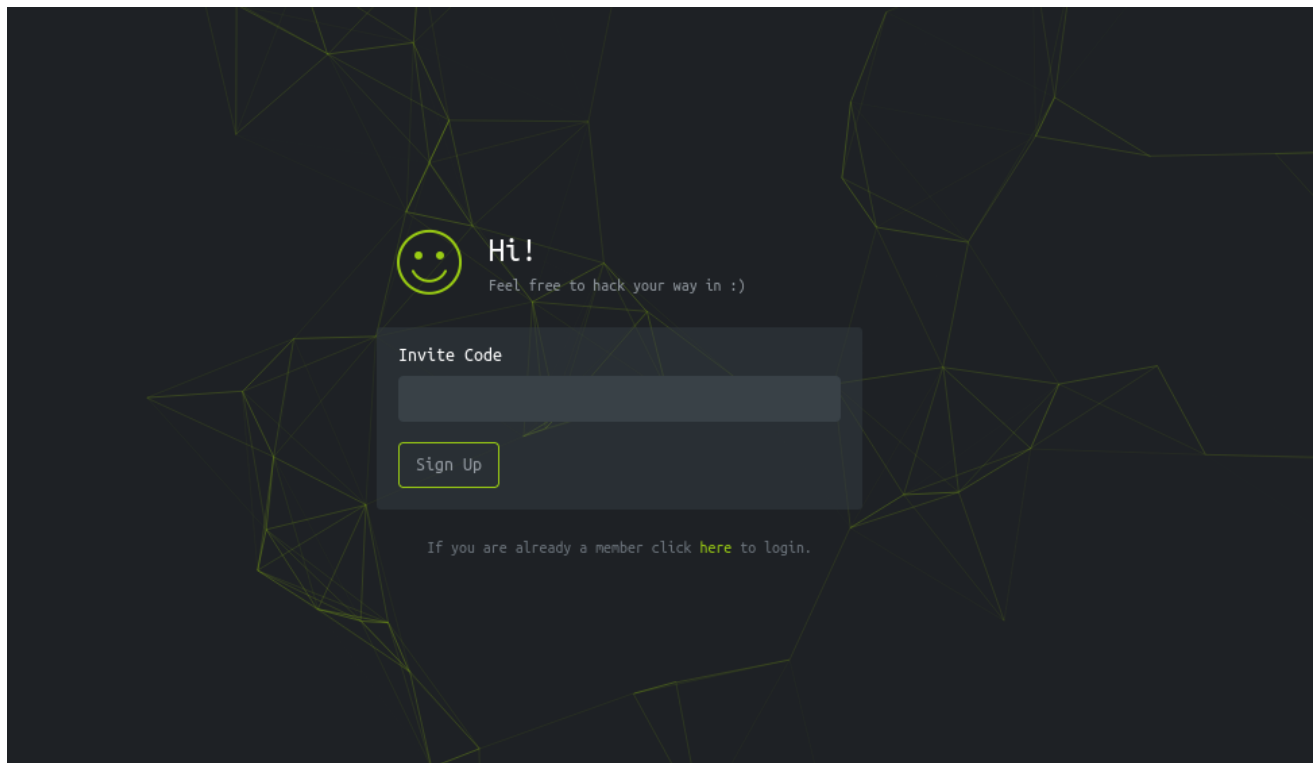 Hi!
Feel free to hack your way in :)
Invite Code
Sign Up
If you are already a member click here to login.